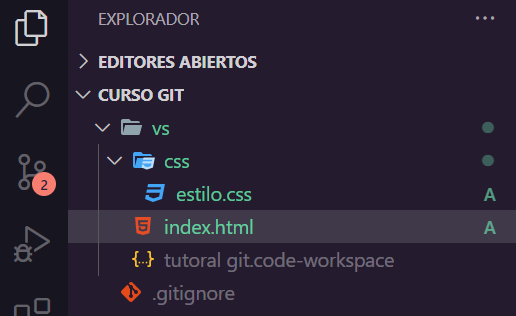 EXPLORADOR
EDITORES ABIERTOS
CURSO GIT
vs
css
estilo.css A
index.html A
tutoral git.code-workspace
.gitignore
2